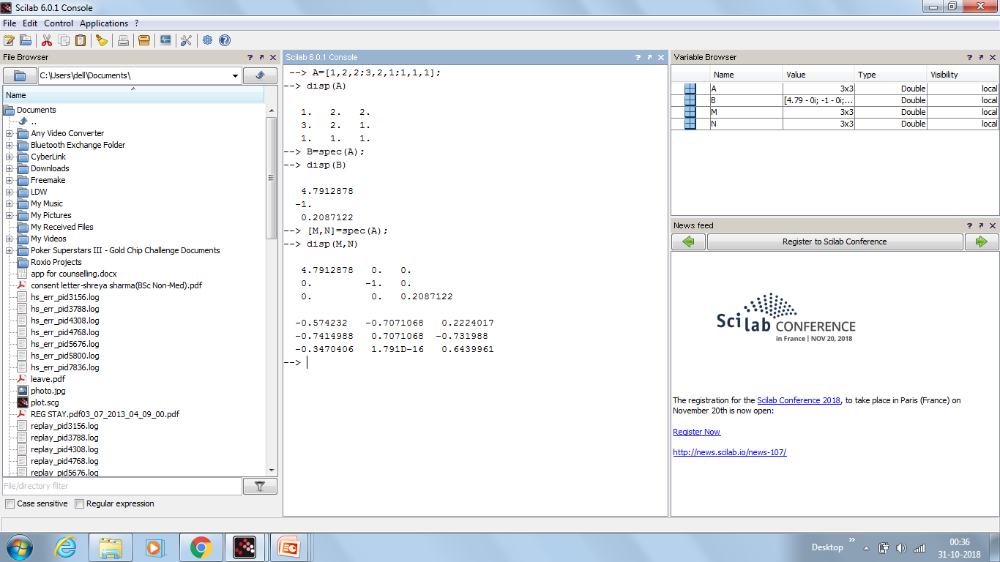 Scilab 6.0.1 Console
File Edit Control Applications ?
File Browser ? 
C:\Users\dell\Documents\
Name
Documents
..
Any Video Converter
Bluetooth Exchange Folder
CyberLink
Downloads
Freemake
LDW
My Music
My Pictures
My Received Files
My Videos
Poker Superstars III - Gold Chip Challenge Documents
Roxio Projects
app for counselling.docx
consent letter-shreya sharma(BSc Non-Med).pdf
hs_err_pid3156.log
hs_err_pid3788.log
hs_err_pid4308.log
hs_err_pid4768.log
hs_err_pid5676.log
hs_err_pid5800.log
hs_err_pid7836.log
leave.pdf
photo.jpg
plot.scg
REG STAY.pdf03_07_2013_04_09_00.pdf
replay_pid3156.log
replay_pid3788.log
replay_pid4308.log
replay_pid4768.log
replay_pid5676.log
File/directory filter
Case sensitive Regular expression
Scilab 6.0.1 Console ?
--> A=[1,2,2;3,2,1;1,1,1];
--> disp(A)
1. 2. 2.
3. 2. 1.
1. 1. 1.
--> B=spec(A);
--> disp(B)
4.7912878
-1.
0.2087122
--> [M,N]=spec(A);
--> disp(M,N)
4.7912878 0. 0.
0. -1. 0.
0. 0. 0.2087122
-0.574232 -0.7071068 0.2224017
-0.7414988 0.7071068 -0.731988
-0.3470406 1.791D-16 0.6439961
-->
Variable Browser ?
Name Value Type Visibility
A 3x3 Double local
B [4.79 - 0i; -1 - 0i;... Double local
M 3x3 Double local
N 3x3 Double local
News feed ?
Register to Scilab Conference
Scilab CONFERENCE
in France | NOV 20, 2018
The registration for the Scilab Conference 2018, to take place in Paris (France) on
November 20th is now open:
Register Now
http://news.scilab.io/news-107/
Desktop »
00:36
31-10-2018